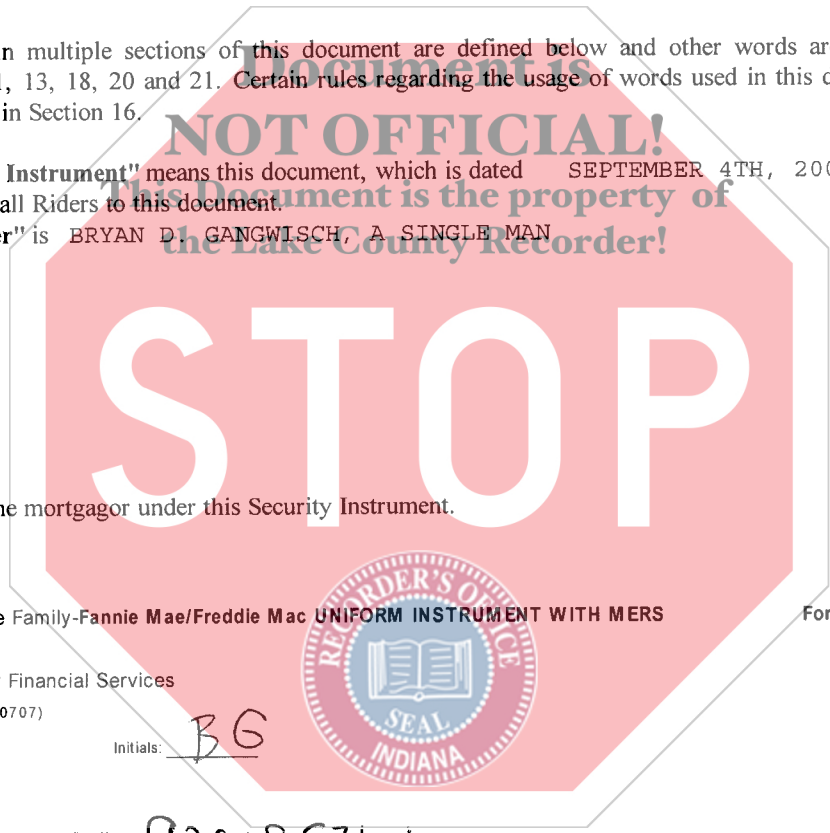 n multiple sections of this document are defined below and other words ar
, 13, 18, 20 and 21. Certain rules regarding the usage of words used in this
in Section 16.
Document is
NOT OFFICIAL!
This Document is the property of
the Lake County Recorder!
Instrument" means this document, which is dated SEPTEMBER 4TH, 200
all Riders to this document.
r" is BRYAN D. GANGWISCH, A SINGLE MAN
STOP
ne mortgagor under this Security Instrument.
e Family-Fannie Mae/Freddie Mac UNIFORM INSTRUMENT WITH MERS For
RECORDER'S OFFICE
SEAL
INDIANA
Financial Services
0707)
Initials: BG